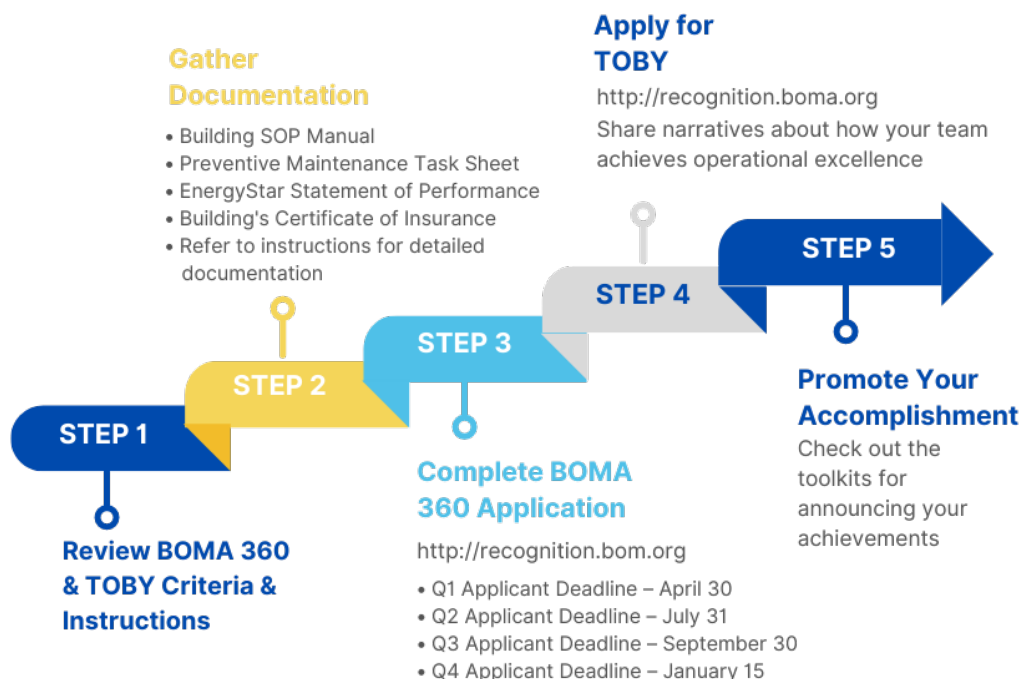 STEP 1
Review BOMA 360
& TOBY Criteria &
Instructions
Gather
Documentation
• Building SOP Manual
• Preventive Maintenance Task Sheet
• EnergyStar Statement of Performance
• Building's Certificate of Insurance
• Refer to instructions for detailed
documentation
STEP 2
STEP 3
Complete BOMA
360 Application
http://recognition.bom.org
• Q1 Applicant Deadline – April 30
• Q2 Applicant Deadline – July 31
• Q3 Applicant Deadline – September 30
• Q4 Applicant Deadline – January 15
Apply for
TOBY
http://recognition.boma.org
Share narratives about how your team
achieves operational excellence
STEP 4
STEP 5
Promote Your
Accomplishment
Check out the
toolkits for
announcing your
achievements